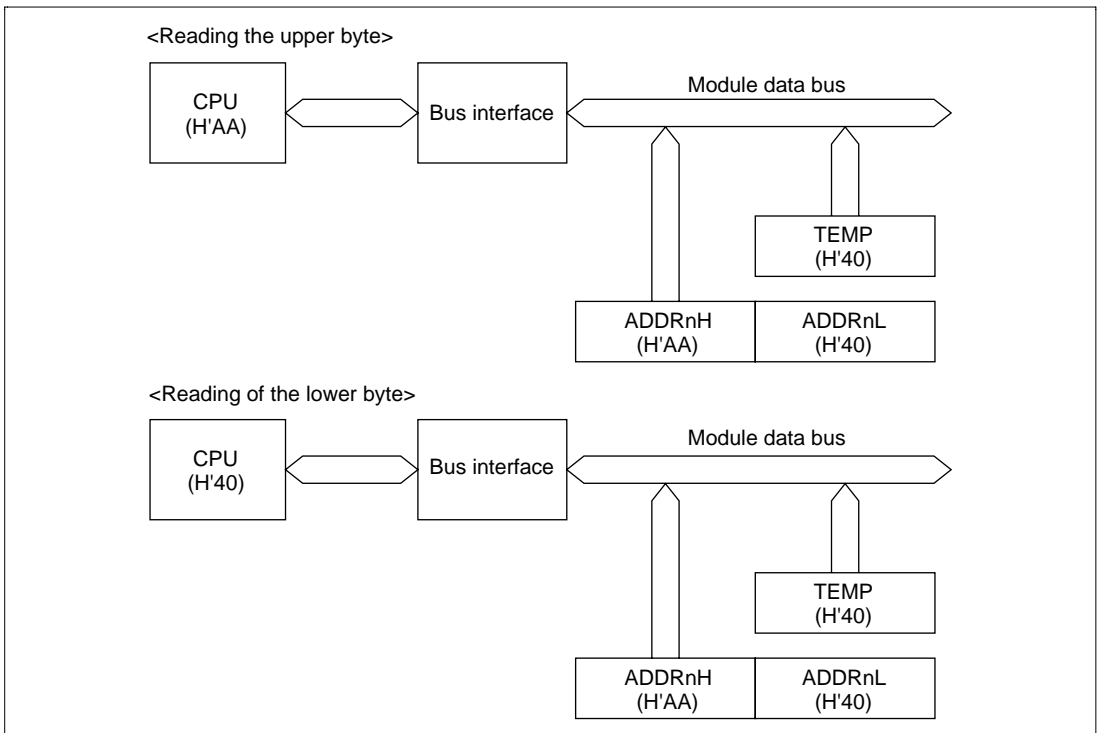 <Reading the upper byte>
CPU
(H'AA)
Bus interface
Module data bus
TEMP
(H'40)
ADDRnH
(H'AA)
ADDRnL
(H'40)
<Reading of the lower byte>
CPU
(H'40)
Bus interface
Module data bus
TEMP
(H'40)
ADDRnH
(H'AA)
ADDRnL
(H'40)